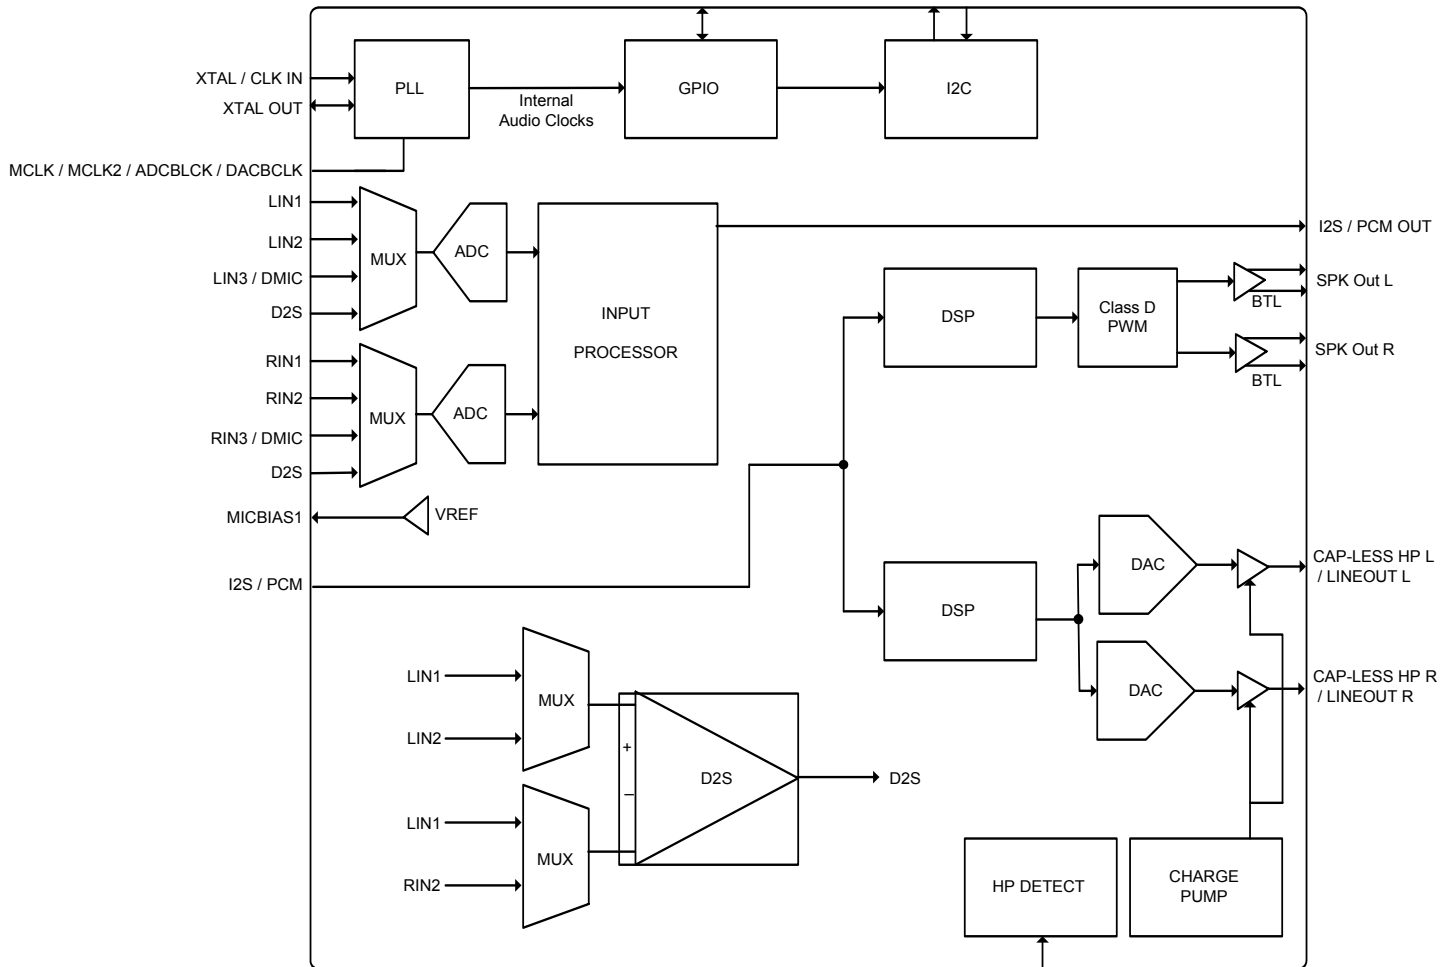 XTAL / CLK IN
XTAL OUT
MCLK / MCLK2 / ADCBLCK / DACBCLK
PLL
Internal
Audio Clocks
GPIO
I2C
LIN1
LIN2
LIN3 / DMIC
D2S
MUX
ADC
RIN1
RIN2
RIN3 / DMIC
D2S
MUX
ADC
INPUT
PROCESSOR
I2S / PCM OUT
DSP
Class D
PWM
BTL
SPK Out L
BTL
SPK Out R
MICBIAS1
VREF
I2S / PCM
DSP
DAC
CAP-LESS HP L
/ LINEOUT L
DAC
CAP-LESS HP R
/ LINEOUT R
LIN1
LIN2
MUX
LIN1
RIN2
MUX
+
–
D2S
D2S
HP DETECT
CHARGE
PUMP